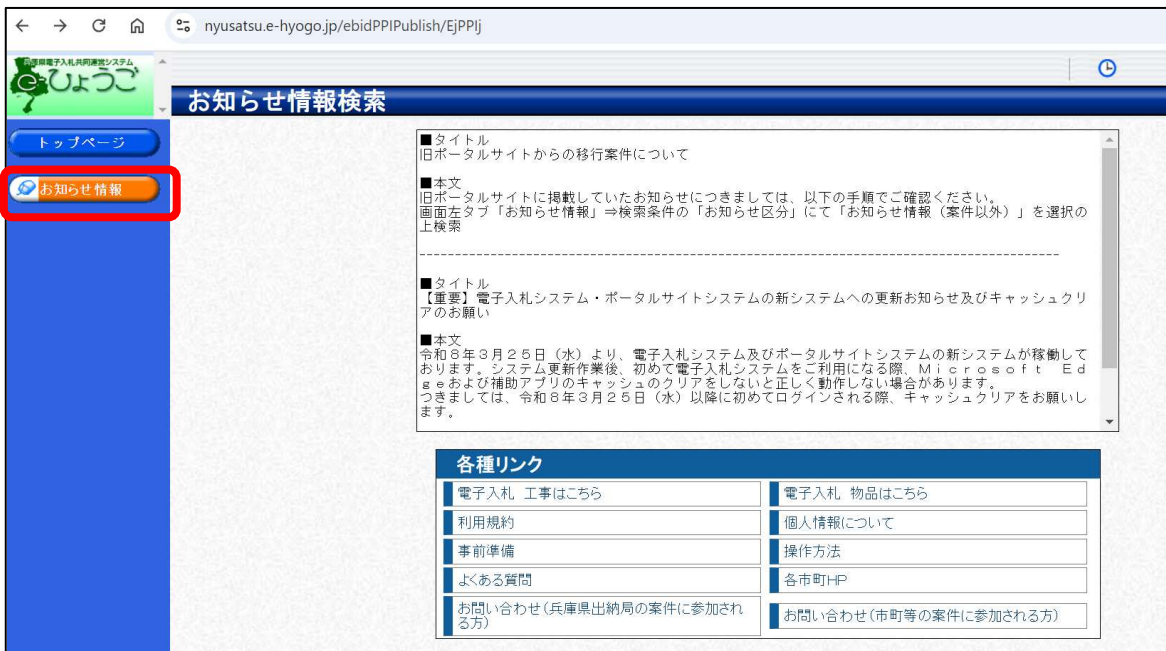 nyusatsu.e-hyogo.jp/ebidPPIPublish/EjPPIj
兵庫県電子入札共同運営システム
eひょうご
お知らせ情報検索
トップページ
お知らせ情報
■タイトル
旧ポータルサイトからの移行案件について
■本文
旧ポータルサイトに掲載していたお知らせにつきましては、以下の手順でご確認ください。
画面左タブ「お知らせ情報」⇒検索条件の「お知らせ区分」にて「お知らせ情報（案件以外）」を選択の
上検索
--------------------------------------------------------------------------------------------
■タイトル
【重要】電子入札システム・ポータルサイトシステムの新システムへの更新お知らせ及びキャッシュクリ
アのお願い
■本文
令和８年３月２５日（水）より、電子入札システム及びポータルサイトシステムの新システムが稼働して
おります。システム更新作業後、初めて電子入札システムをご利用になる際、Ｍｉｃｒｏｓｏｆｔ　Ｅｄ
ｇｅおよび補助アプリのキャッシュのクリアをしないと正しく動作しない場合があります。
つきましては、令和８年３月２５日（水）以降に初めてログインされる際、キャッシュクリアをお願いし
ます。
各種リンク
電子入札 工事はこちら
電子入札 物品はこちら
利用規約
個人情報について
事前準備
操作方法
よくある質問
各市町HP
お問い合わせ（兵庫県出納局の案件に参加され
る方）
お問い合わせ（市町等の案件に参加される方）